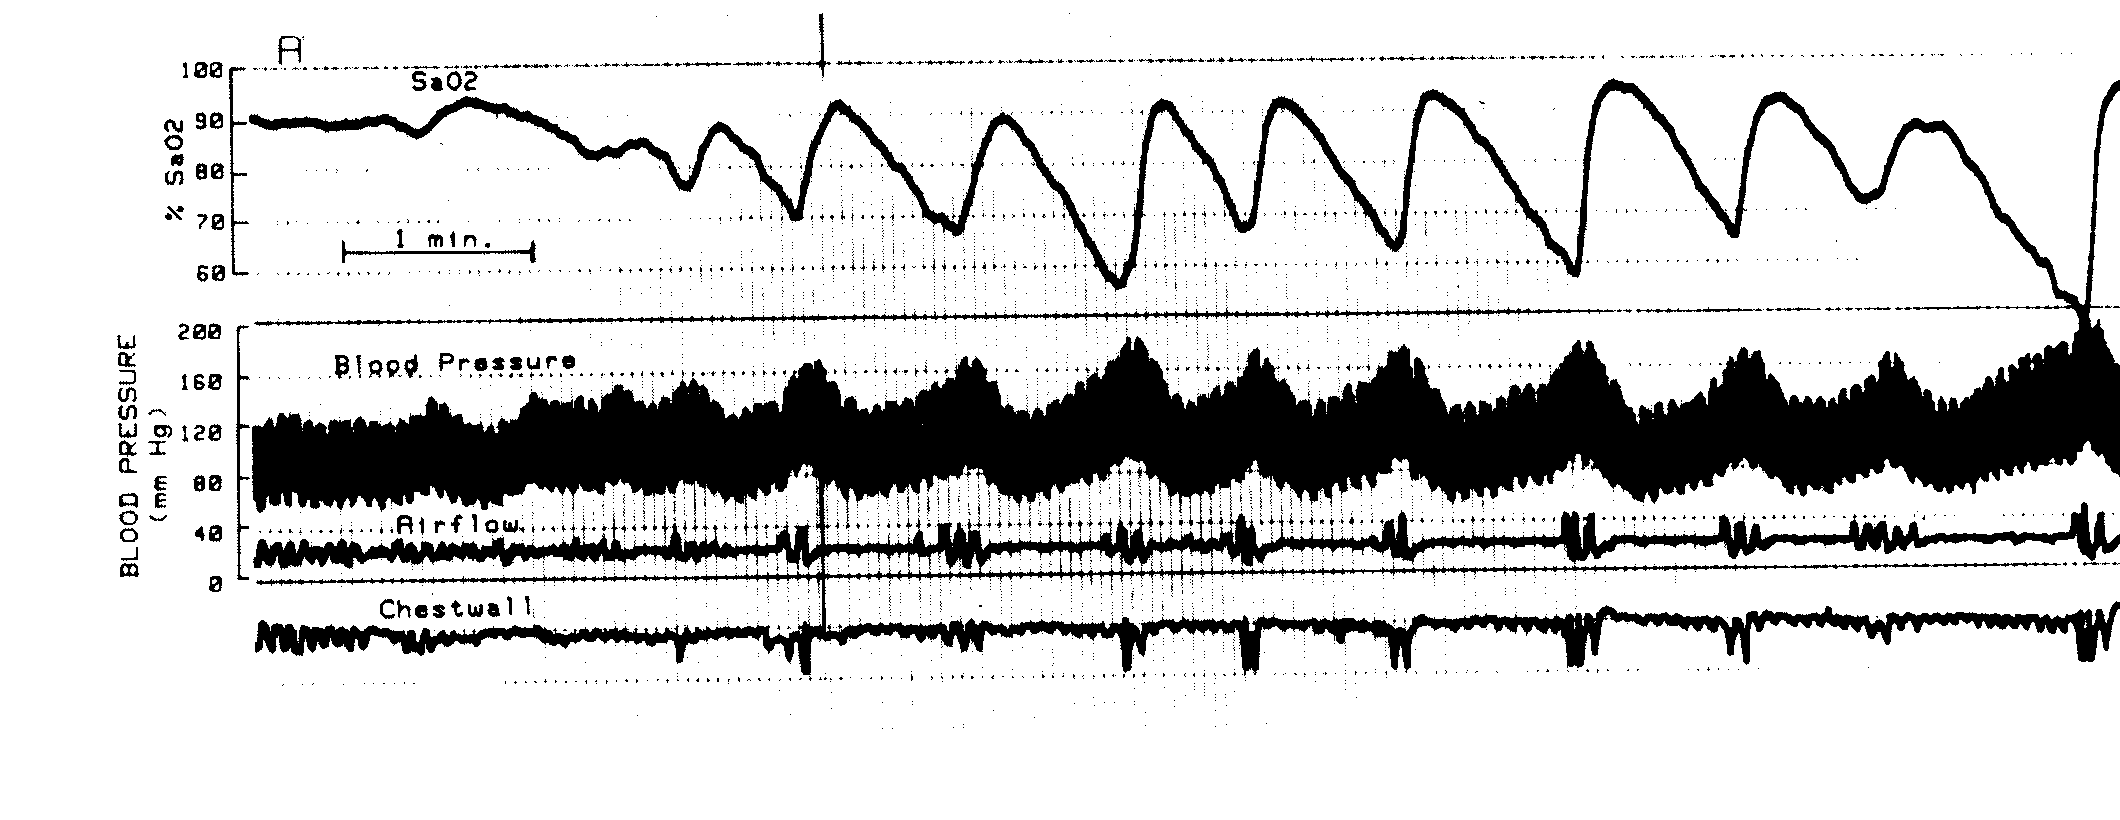 A
SaO2
100
90
80
70
60
% SaO2
1 min.
200
160
120
80
40
0
BLOOD PRESSURE
(mm Hg)
Blood Pressure
Airflow
Chestwall